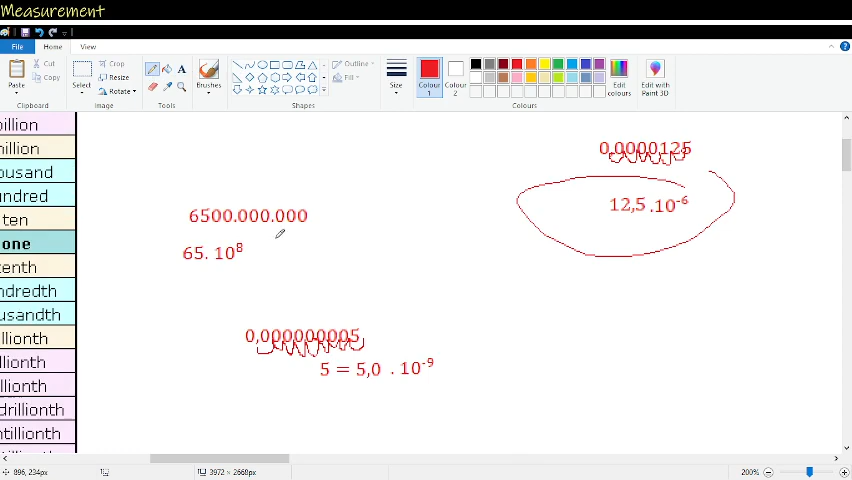 Measurement
File Home View
Paste
Cut
Copy
Clipboard
Select
Crop
Resize
Rotate
Image
Tools
Brushes
Shapes
Outline
Fill
Size
Colour 1
Colour 2
Edit colours
Colours
Edit with Paint 3D
billion
million
ousand
undred
ten
one
tenth
ndredth
usandth
llionth
llionth
illionth
drillionth
ntillionth
0,0000125
12,5 .10⁻⁶
6500.000.000
65. 10⁸
0,000000005
5 = 5,0 . 10⁻⁹
896, 234px
3972 × 2668px
200%